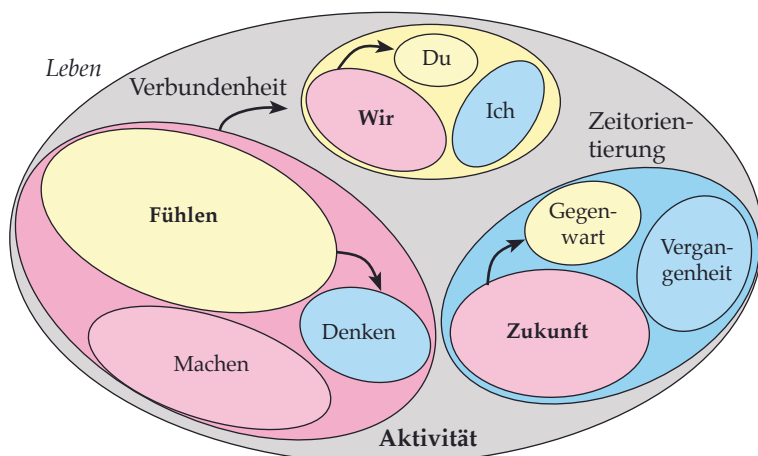 Leben
Verbundenheit
Du
Wir
Ich
Zeitorien-
tierung
Fühlen
Gegen-
wart
Vergan-
genheit
Denken
Zukunft
Machen
Aktivität